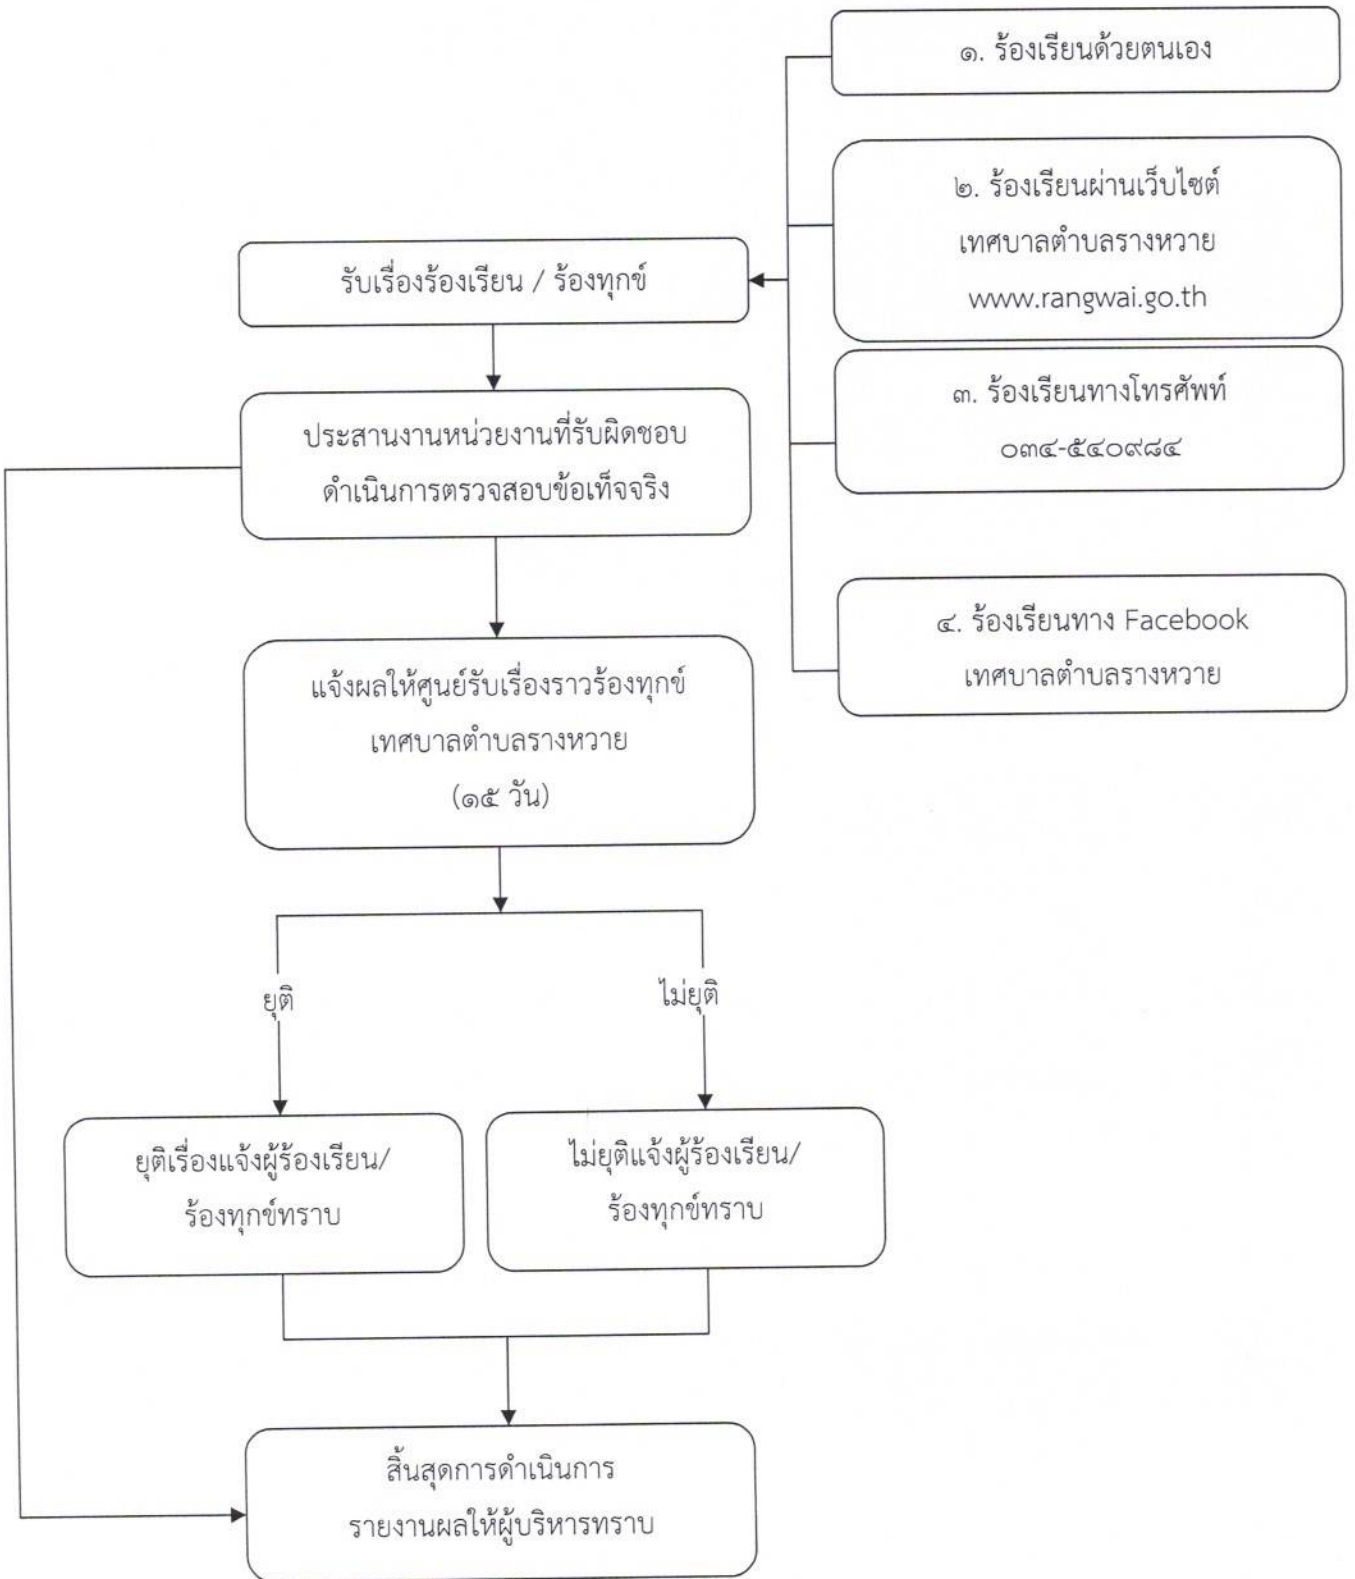 ๑. ร้องเรียนด้วยตนเอง
๒. ร้องเรียนผ่านเว็บไซต์
เทศบาลตำบลรางหวาย
www.rangwai.go.th
รับเรื่องร้องเรียน / ร้องทุกข์
๓. ร้องเรียนทางโทรศัพท์
๐๓๔-๕๔๐๙๘๔
ประสานงานหน่วยงานที่รับผิดชอบ
ดำเนินการตรวจสอบข้อเท็จจริง
๔. ร้องเรียนทาง Facebook
เทศบาลตำบลรางหวาย
แจ้งผลให้ศูนย์รับเรื่องราวร้องทุกข์
เทศบาลตำบลรางหวาย
(๑๕ วัน)
ยุติ
ไม่ยุติ
ยุติเรื่องแจ้งผู้ร้องเรียน/
ร้องทุกข์ทราบ
ไม่ยุติแจ้งผู้ร้องเรียน/
ร้องทุกข์ทราบ
สิ้นสุดการดำเนินการ
รายงานผลให้ผู้บริหารทราบ